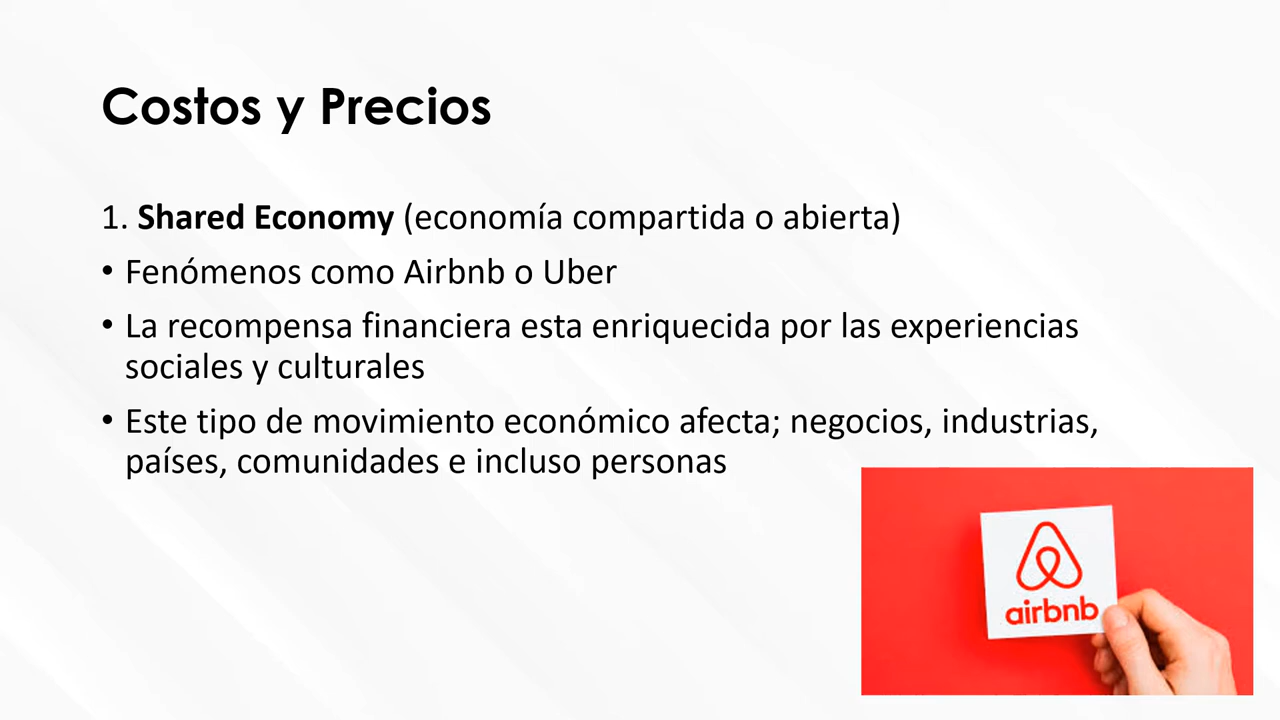 Costos y Precios
1. Shared Economy (economía compartida o abierta)
• Fenómenos como Airbnb o Uber
• La recompensa financiera esta enriquecida por las experiencias
sociales y culturales
• Este tipo de movimiento económico afecta; negocios, industrias,
países, comunidades e incluso personas
airbnb